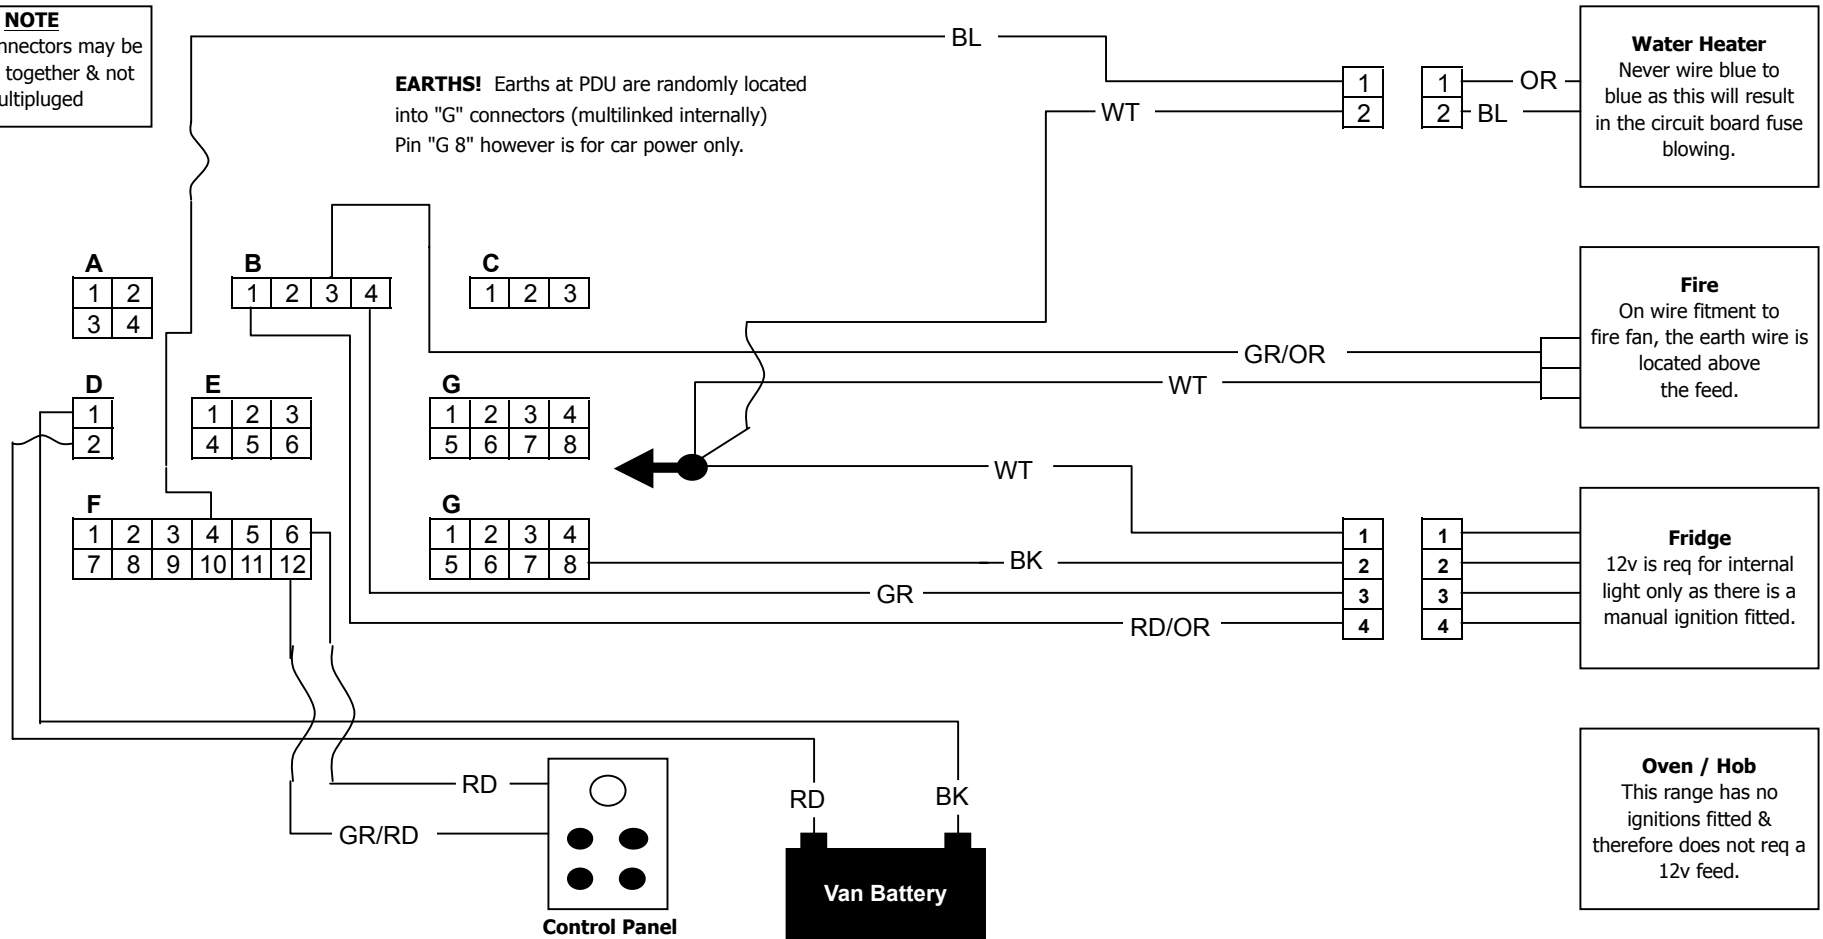 NOTE
may be
together & not
BL
EARTHS! Earths at PDU are randomly located
into "G" connectors (multilinked internally)
Pin "G 8" however is for car power only.
WT
1
2
1
2
OR
BL
Water Heater
Never wire blue to
blue as this will result
in the circuit board fuse
blowing.
A
1 2
3 4
B
1 2 3 4
C
1 2 3
GR/OR
WT
Fire
On wire fitment to
fire fan, the earth wire is
located above
the feed.
D
1
2
E
1 2 3
4 5 6
G
1 2 3 4
5 6 7 8
WT
F
1 2 3 4 5 6
7 8 9 10 11 12
G
1 2 3 4
5 6 7 8
BK
GR
RD/OR
1
2
3
4
1
2
3
4
Fridge
12v is req for internal
light only as there is a
manual ignition fitted.
RD
GR/RD
Control Panel
RD
BK
Van Battery
Oven / Hob
This range has no
ignitions fitted &
therefore does not req a
12v feed.